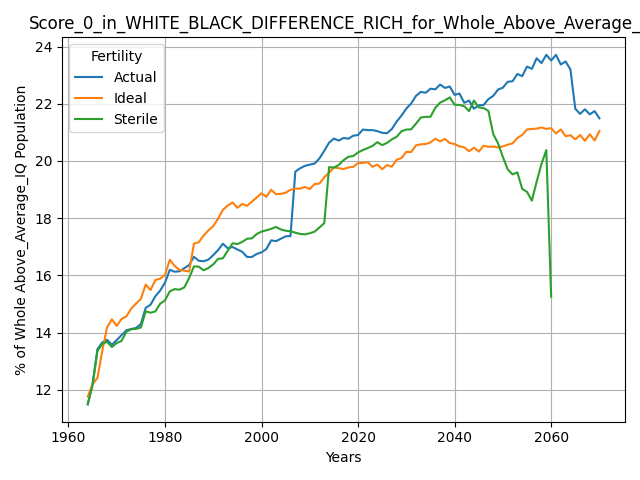 Score_0_in_WHITE_BLACK_DIFFERENCE_RICH_for_Whole_Above_Average_
% of Whole Above_Average_IQ Population
24
22
20
18
16
14
12
Fertility
Actual
Ideal
Sterile
1960 1980 2000 2020 2040 2060
Years